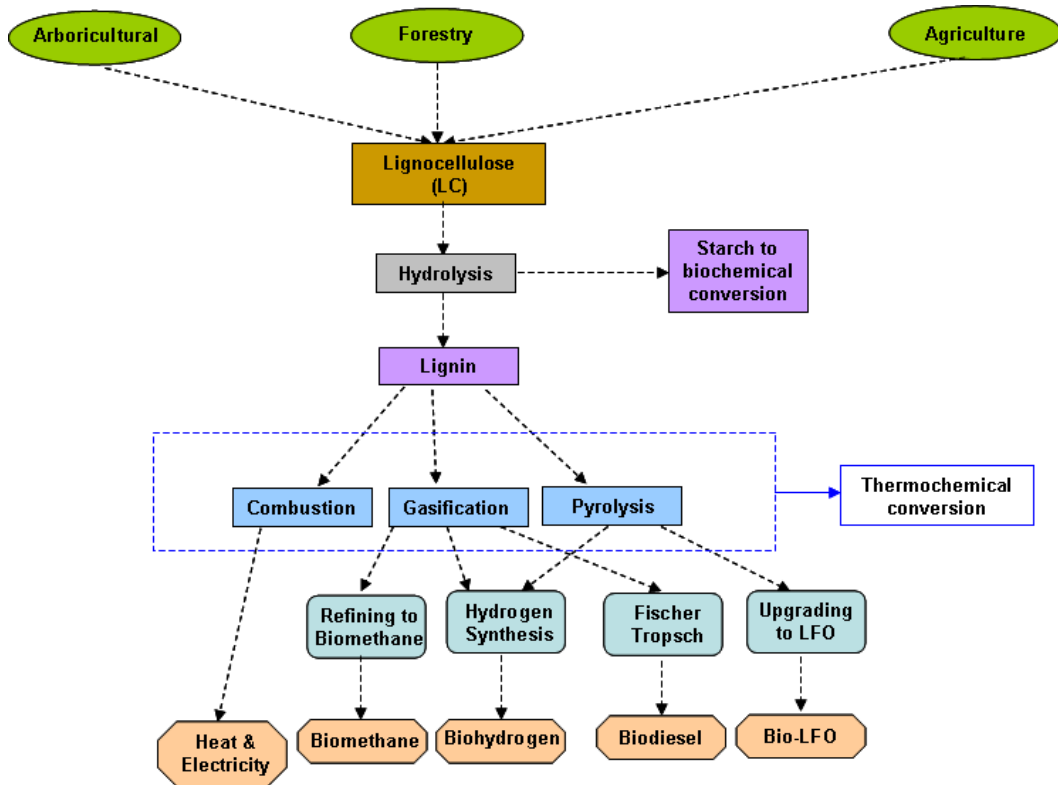 Arboricultural
Forestry
Agriculture
Lignocellulose
(LC)
Hydrolysis
Starch to
biochemical
conversion
Lignin
Combustion
Gasification
Pyrolysis
Thermochemical
conversion
Refining to
Biomethane
Hydrogen
Synthesis
Fischer
Tropsch
Upgrading
to LFO
Heat &
Electricity
Biomethane
Biohydrogen
Biodiesel
Bio-LFO